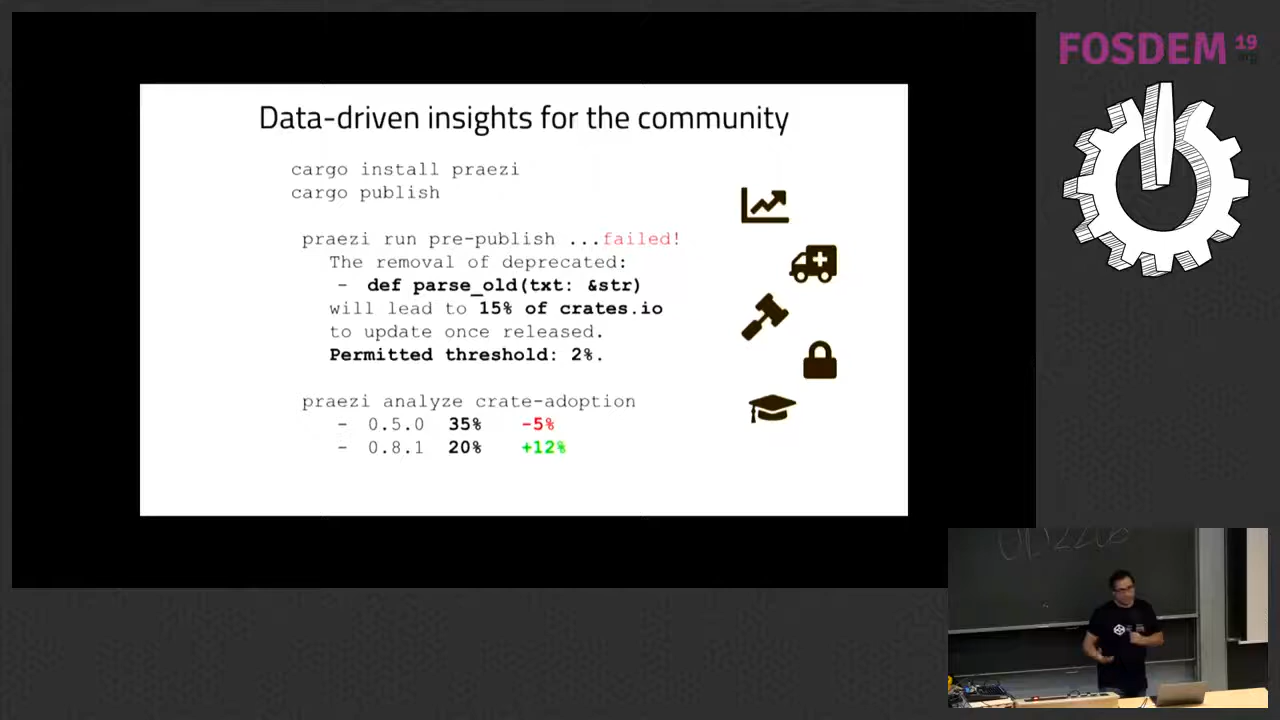 FOSDEM 19
.org
Data-driven insights for the community
cargo install praezi
cargo publish
praezi run pre-publish ...failed!
The removal of deprecated:
- def parse_old(txt: &str)
will lead to 15% of crates.io
to update once released.
Permitted threshold: 2%.
praezi analyze crate-adoption
- 0.5.0 35% -5%
- 0.8.1 20% +12%